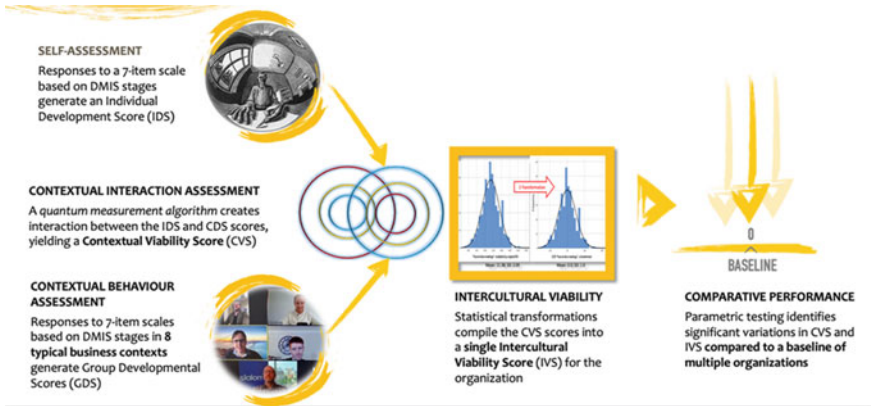 SELF-ASSESSMENT
Responses to a 7-item scale
based on DMIS stages
generate an Individual
Development Score (IDS)
CONTEXTUAL INTERACTION ASSESSMENT
A quantum measurement algorithm creates
interaction between the IDS and CDS scores,
yielding a Contextual Viability Score (CVS)
CONTEXTUAL BEHAVIOUR
ASSESSMENT
Responses to 7-item scales
based on DMIS stages in 8
typical business contexts
generate Group Developmental
Scores (GDS)
INTERCULTURAL VIABILITY
Statistical transformations
compile the CVS scores into
a single Intercultural
Viability Score (IVS) for the
organization
0
BASELINE
COMPARATIVE PERFORMANCE
Parametric testing identifies
significant variations in CVS and
IVS compared to a baseline of
multiple organizations